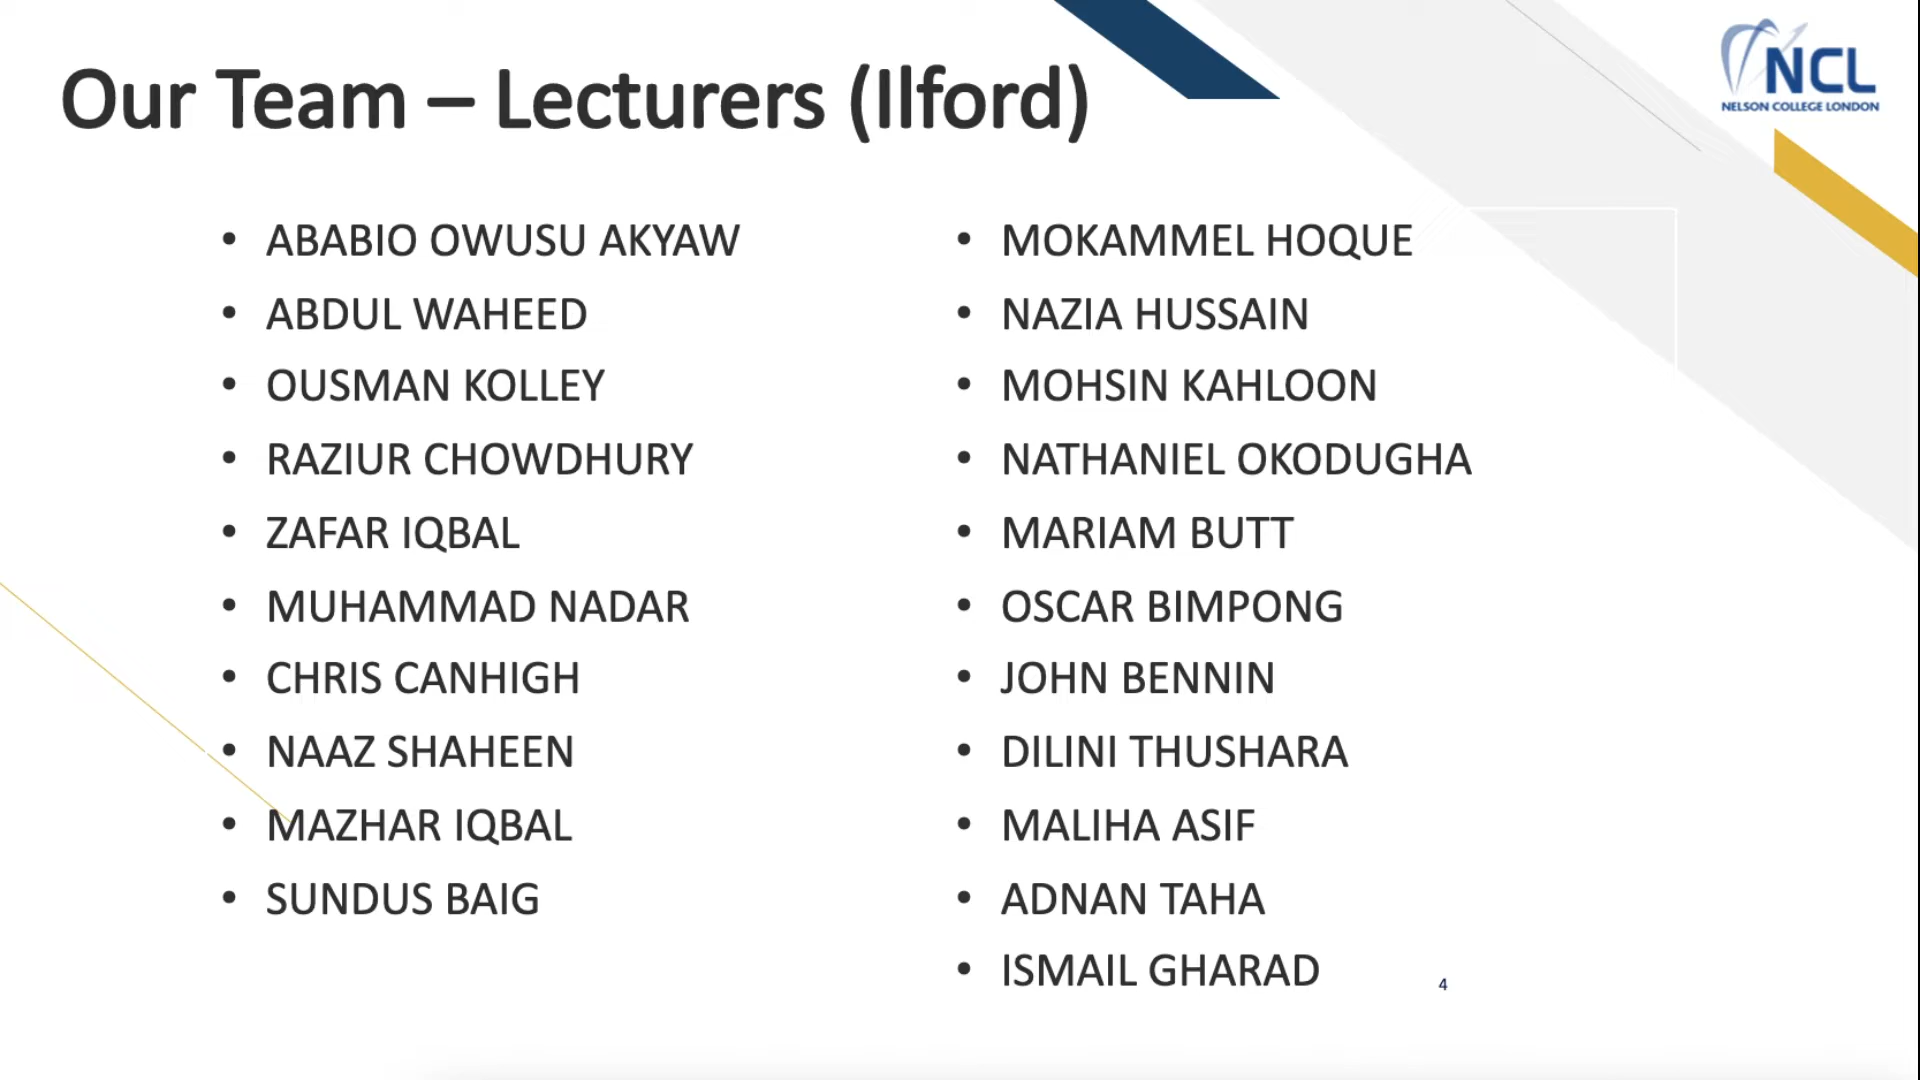 Our Team – Lecturers (Ilford)
NCL
NELSON COLLEGE LONDON
• ABABIO OWUSU AKYAW
• ABDUL WAHEED
• OUSMAN KOLLEY
• RAZIUR CHOWDHURY
• ZAFAR IQBAL
• MUHAMMAD NADAR
• CHRIS CANHIGH
• NAAZ SHAHEEN
• MAZHAR IQBAL
• SUNDUS BAIG
• MOKAMMEL HOQUE
• NAZIA HUSSAIN
• MOHSIN KAHLOON
• NATHANIEL OKODUGHA
• MARIAM BUTT
• OSCAR BIMPONG
• JOHN BENNIN
• DILINI THUSHARA
• MALIHA ASIF
• ADNAN TAHA
• ISMAIL GHARAD
4